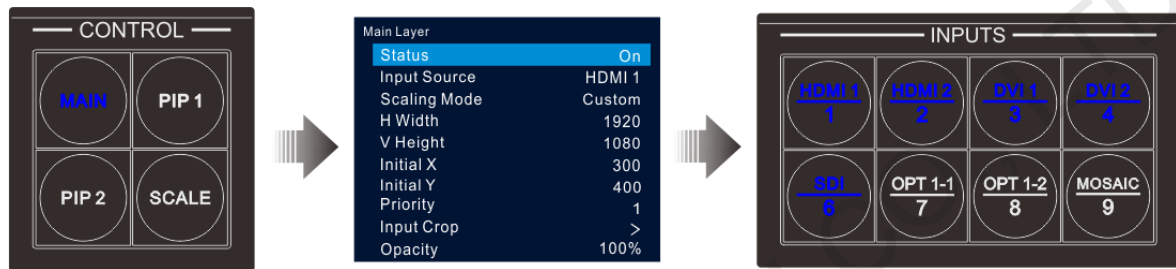 CONTROL
MAIN
PIP 1
PIP 2
SCALE
Main Layer
Status On
Input Source HDMI 1
Scaling Mode Custom
H Width 1920
V Height 1080
Initial X 300
Initial Y 400
Priority 1
Input Crop >
Opacity 100%
INPUTS
HDMI 1
1
HDMI 2
2
DVI 1
3
DVI 2
4
SDI
6
OPT 1-1
7
OPT 1-2
8
MOSAIC
9